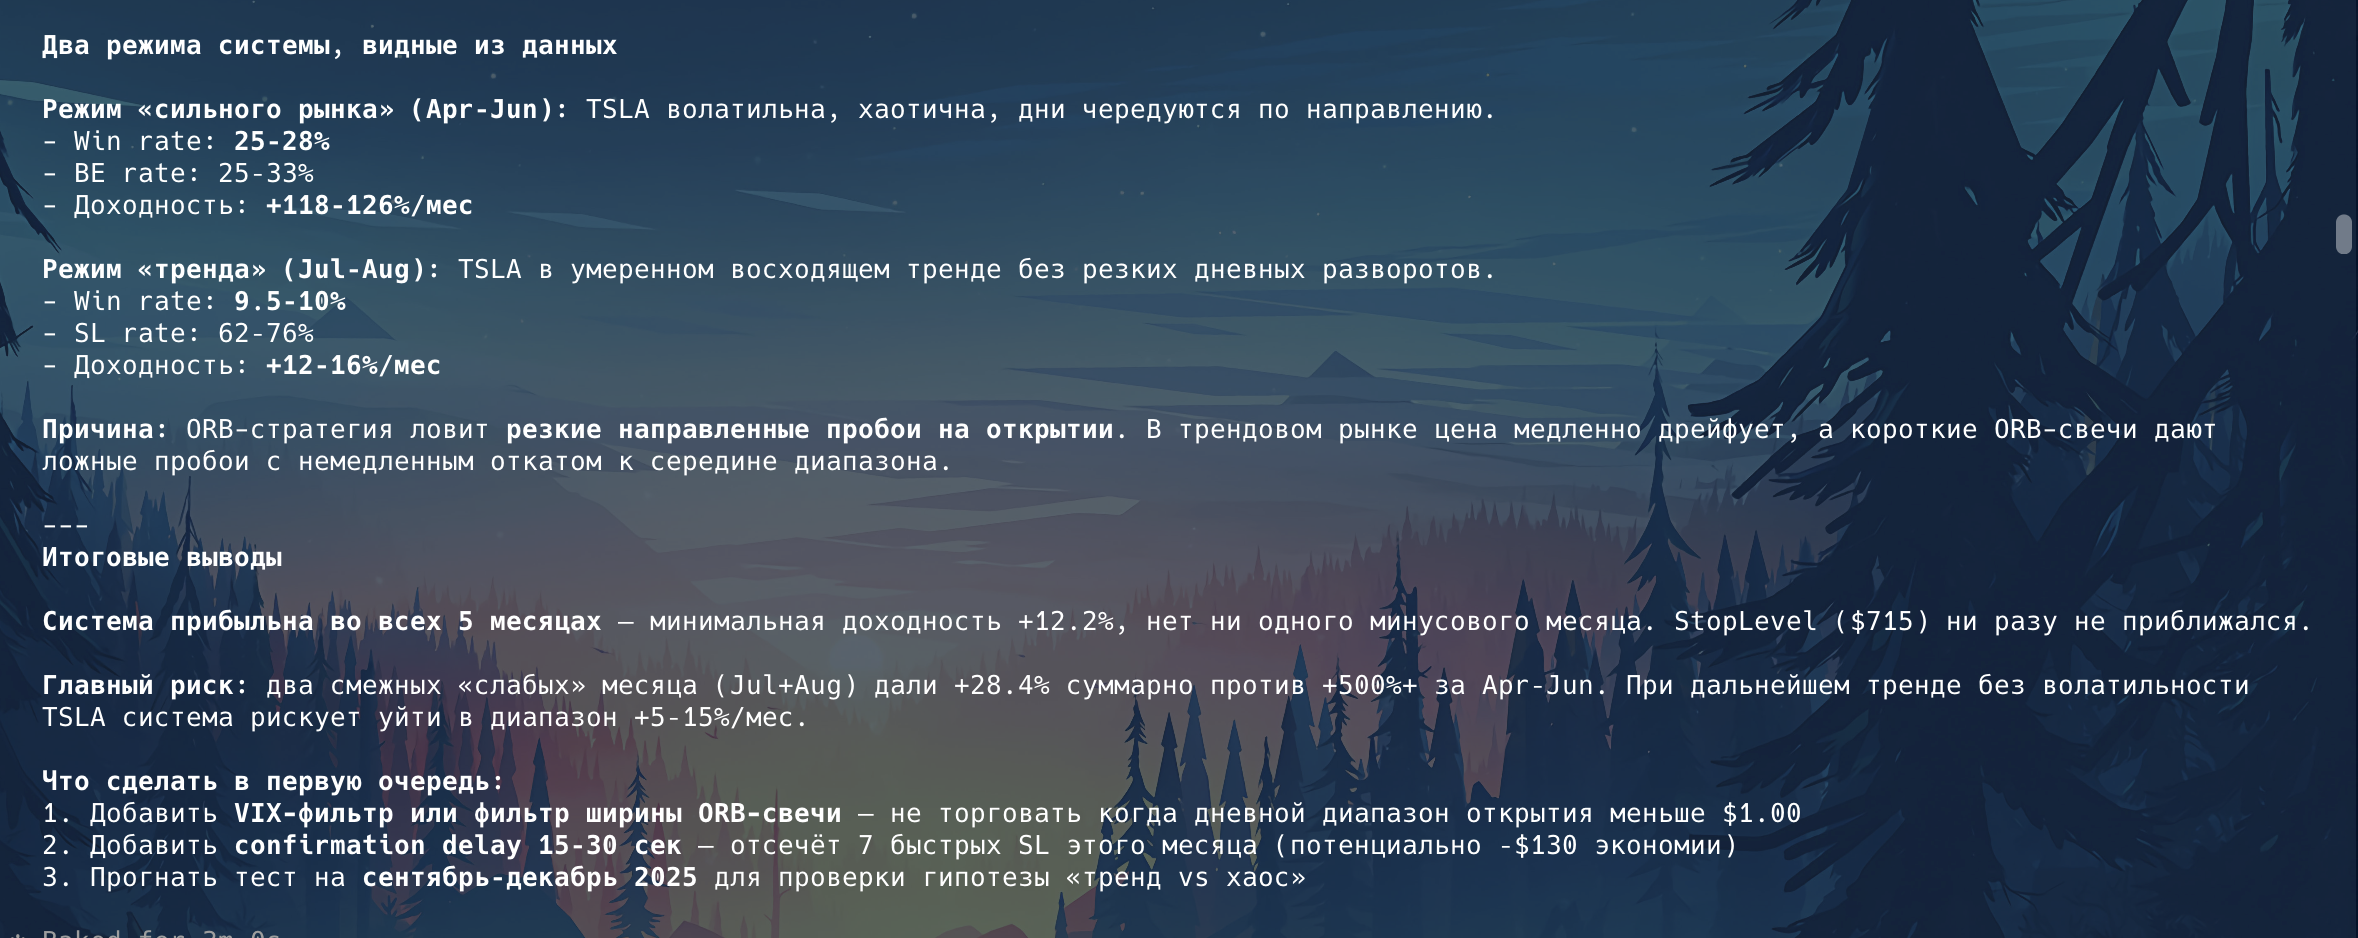 Два режима системы, видные из данных
Режим «сильного рынка» (Apr-Jun): TSLA волатильна, хаотична, дни чередуются по направлению.
- Win rate: 25-28%
- BE rate: 25-33%
- Доходность: +118-126%/мес
Режим «тренда» (Jul-Aug): TSLA в умеренном восходящем тренде без резких дневных разворотов.
- Win rate: 9.5-10%
- SL rate: 62-76%
- Доходность: +12-16%/мес
Причина: ORB-стратегия ловит резкие направленные пробои на открытии. В трендовом рынке цена медленно дрейфует, а короткие ORB-свечи дают
ложные пробои с немедленным откатом к середине диапазона.
---
Итоговые выводы
Система прибыльна во всех 5 месяцах — минимальная доходность +12.2%, нет ни одного минусового месяца. StopLevel ($715) ни разу не приближался.
Главный риск: два смежных «слабых» месяца (Jul+Aug) дали +28.4% суммарно против +500%+ за Apr-Jun. При дальнейшем тренде без волатильности
TSLA система рискует уйти в диапазон +5-15%/мес.
Что сделать в первую очередь:
1. Добавить VIX-фильтр или фильтр ширины ORB-свечи — не торговать когда дневной диапазон открытия меньше $1.00
2. Добавить confirmation delay 15-30 сек — отсечёт 7 быстрых SL этого месяца (потенциально -$130 экономии)
3. Прогнать тест на сентябрь-декабрь 2025 для проверки гипотезы «тренд vs хаос»
Baked for 3m 0s